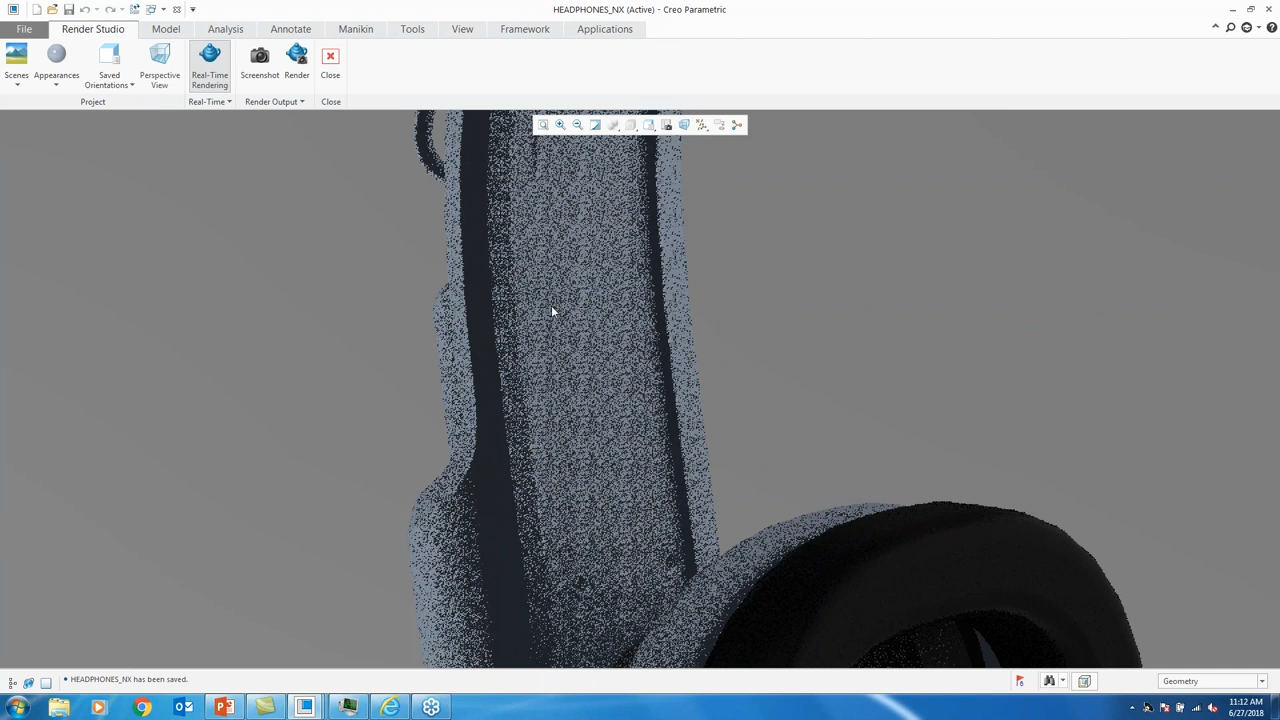 HEADPHONES_NX (Active) - Creo Parametric
File Render Studio Model Analysis Annotate Manikin Tools View Framework Applications
Scenes Appearances Saved Orientations Perspective View Real-Time Rendering Screenshot Render Close
Project Real-Time Render Output Close
HEADPHONES_NX has been saved.
6
Geometry
11:12 AM
6/27/2018